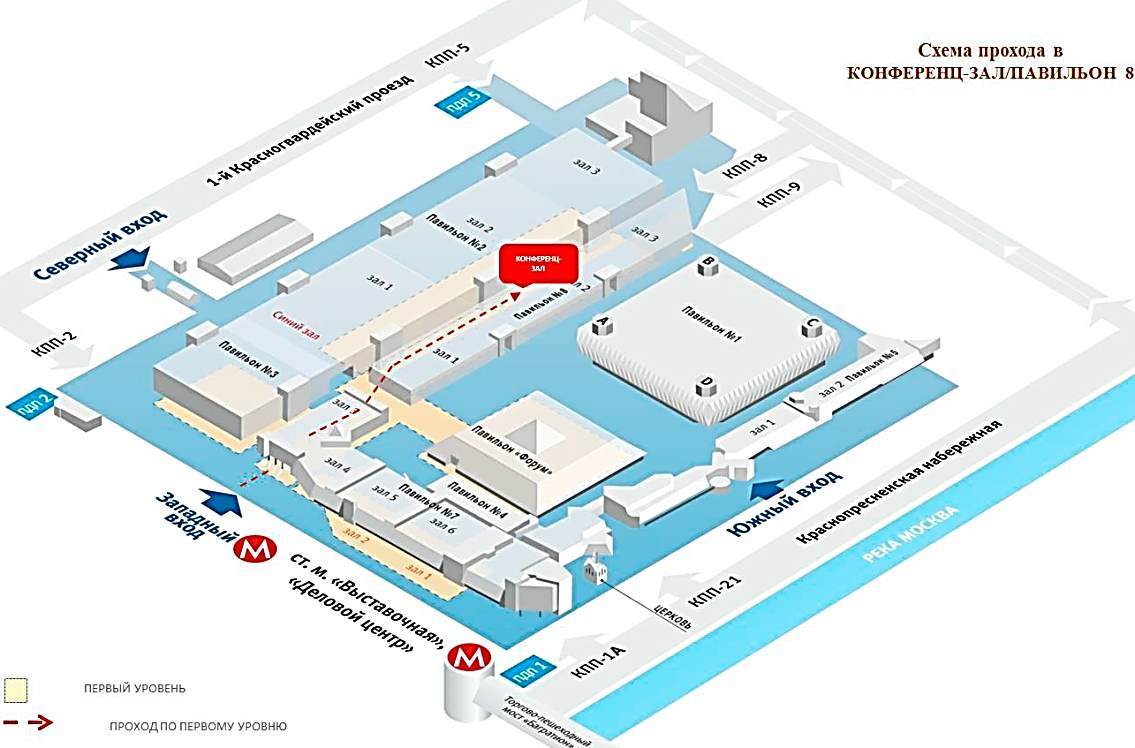 Схема прохода в
КОНФЕРЕНЦ-ЗАЛ/ПАВИЛЬОН 8
КПП-5
ПДП 5
1-й Красногвардейский проезд
Северный вход
КПП-8
КПП-9
зал 3
зал 2
Павильон №2
зал 1
Синий зал
зал 3
КОНФЕРЕНЦ-
ЗАЛ
Павильон №8
зал 1
B
A
C
D
Павильон №1
КПП-2
ПДП 2
Павильон №3
зал 3
зал 4
зал 5
Павильон №7
зал 6
зал 2
зал 1
Павильон «Форум»
Павильон №4
зал 1
зал 2
Павильон №5
Западный
вход
М
ст. м. «Выставочная»,
«Деловой центр»
Южный вход
Краснопресненская набережная
РЕКА МОСКВА
КПП-21
ЦЕРКОВЬ
КПП-1А
ПДП 1
М
Торгово-пешеходный
мост «Багратион»
ПЕРВЫЙ УРОВЕНЬ
ПРОХОД ПО ПЕРВОМУ УРОВНЮ